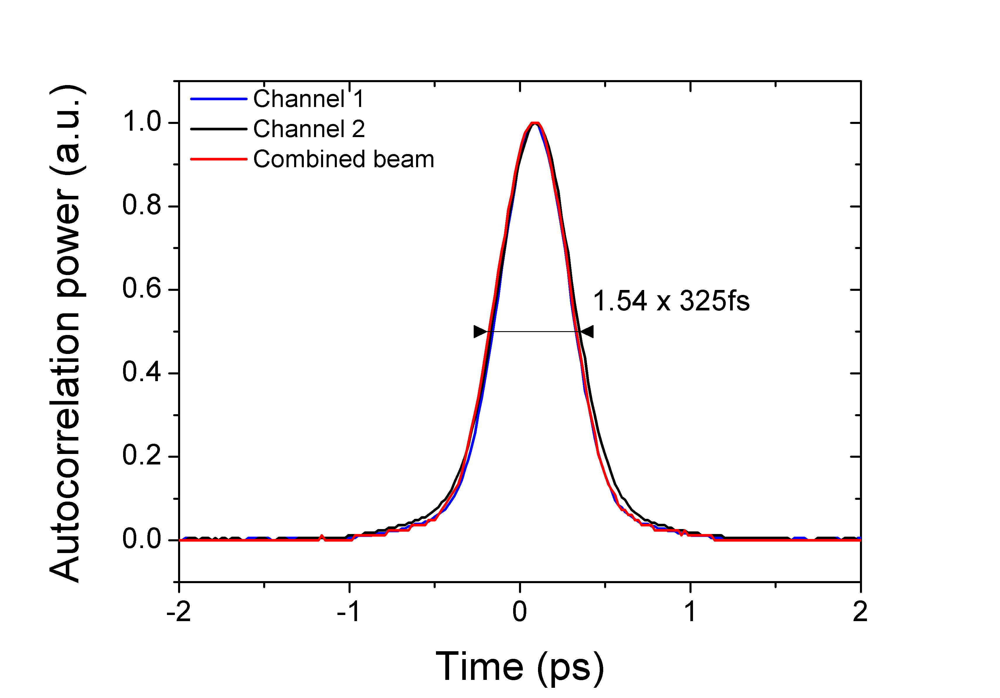 Autocorrelation power (a.u.)
Channel 1
Channel 2
Combined beam
1.0
0.8
0.6
0.4
0.2
0.0
1.54 x 325fs
-2
-1
0
1
2
Time (ps)